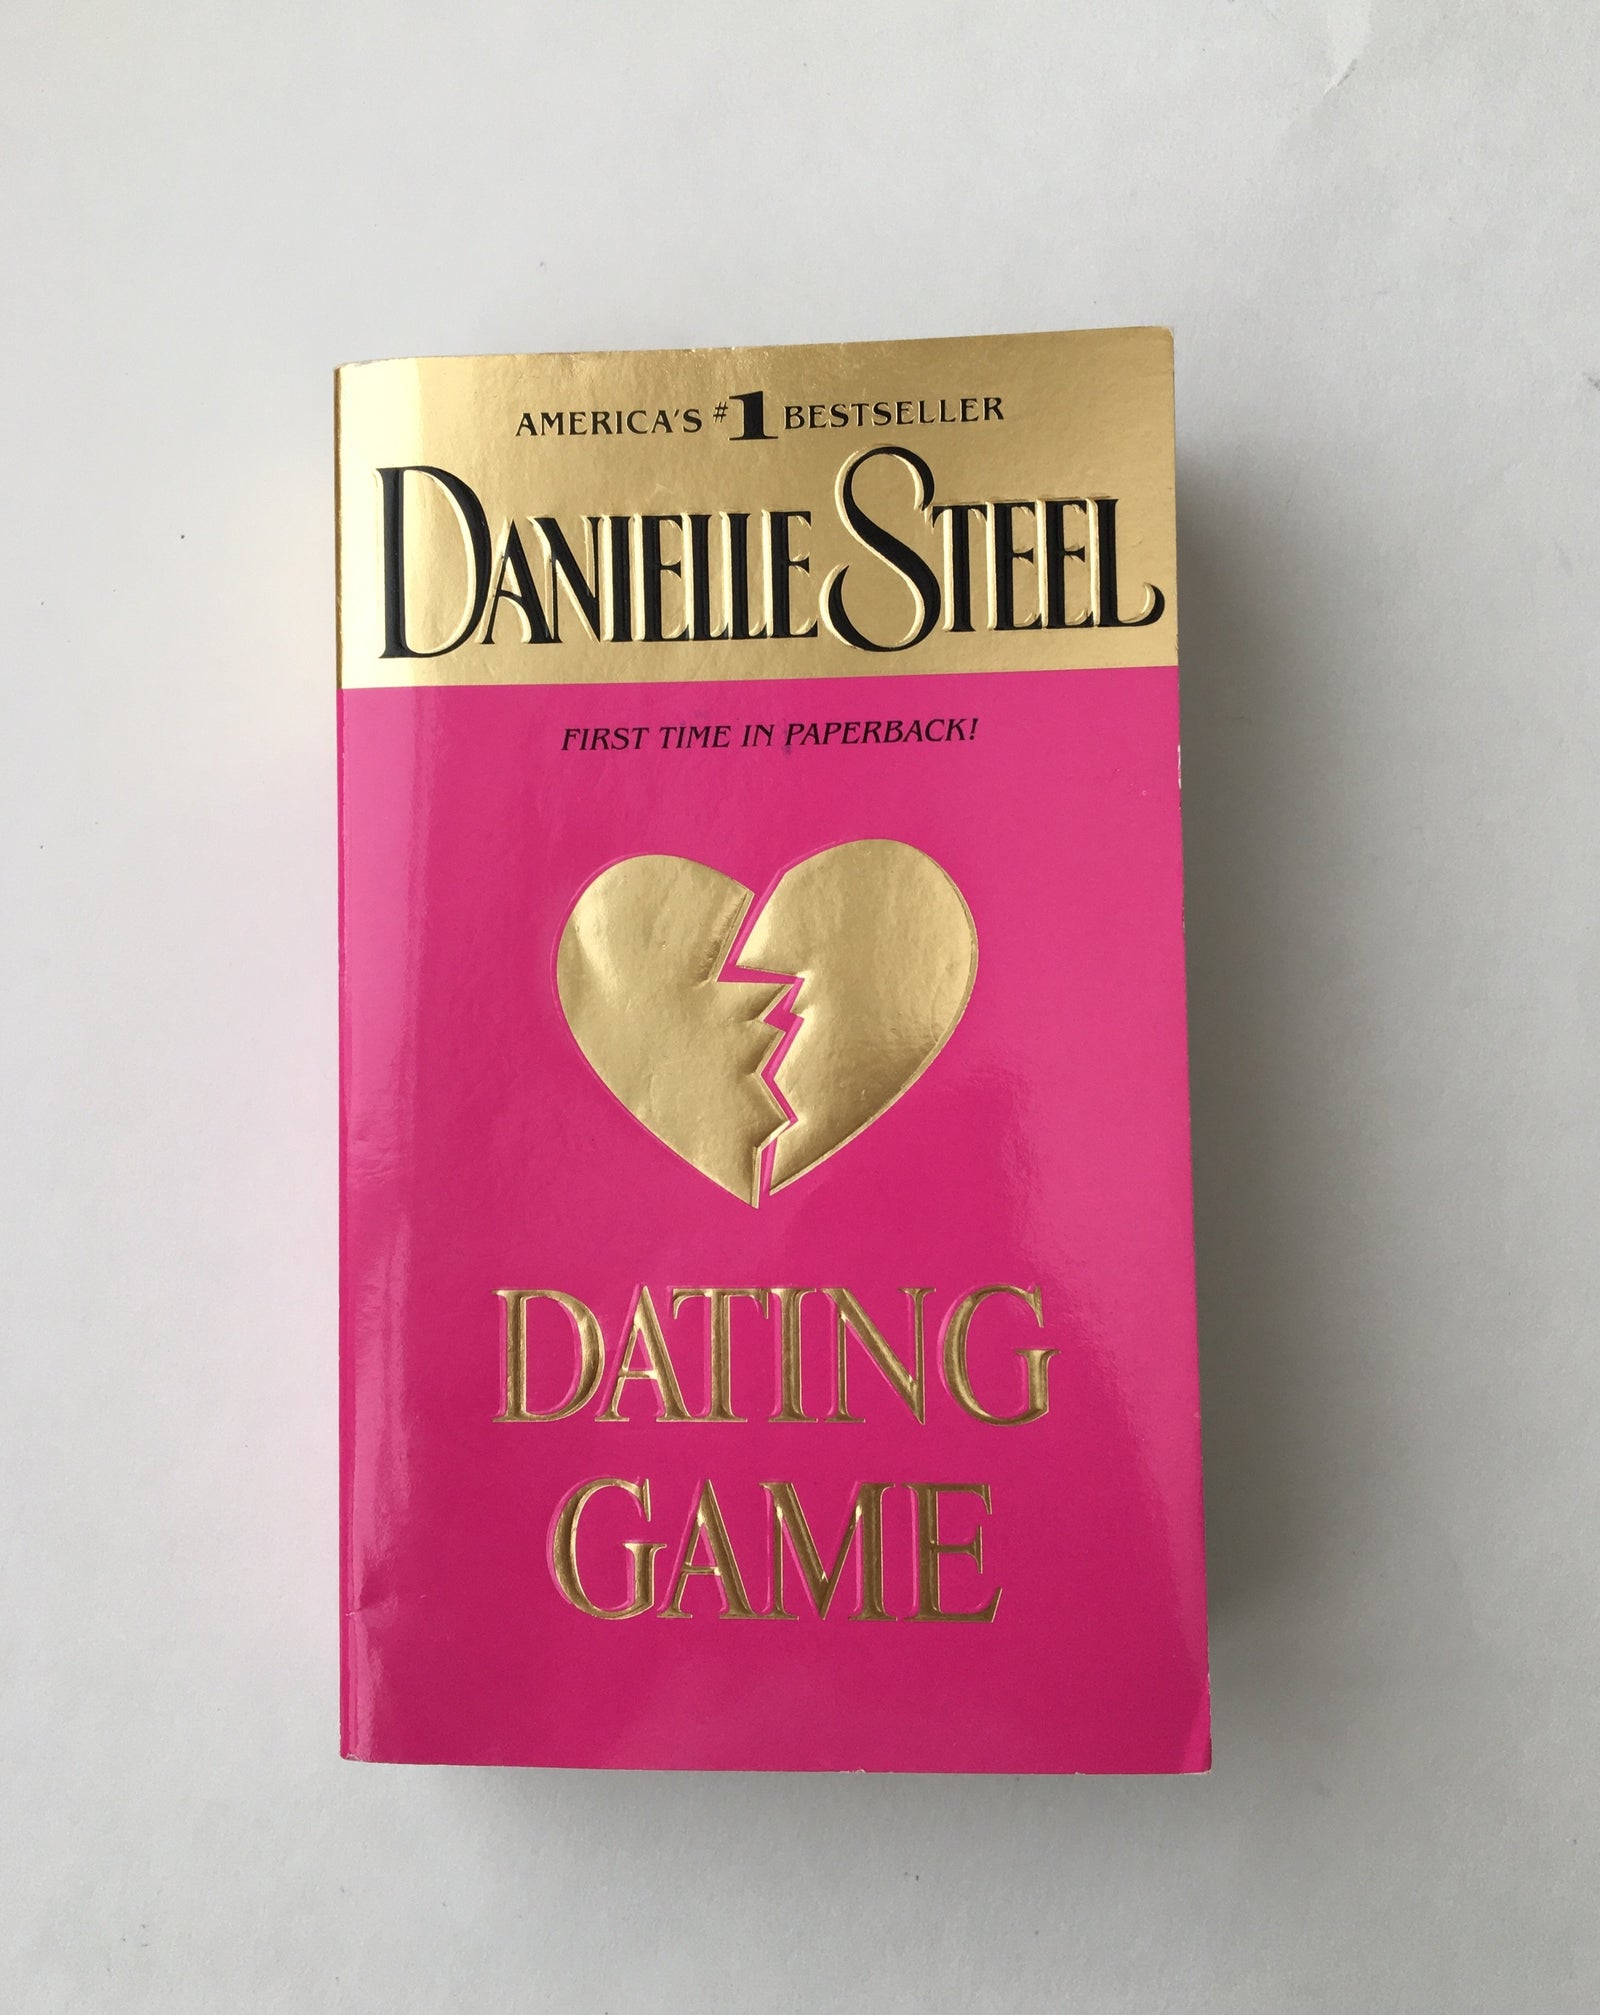 AMERICA'S #1 BESTSELLER
DANIELLE STEEL
FIRST TIME IN PAPERBACK!
DATING
GAME